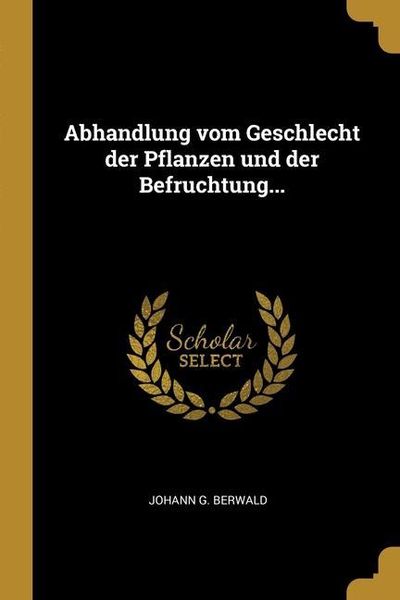 Abhandlung vom Geschlecht
der Pflanzen und der
Befruchtung...
Scholar
SELECT
JOHANN G. BERWALD